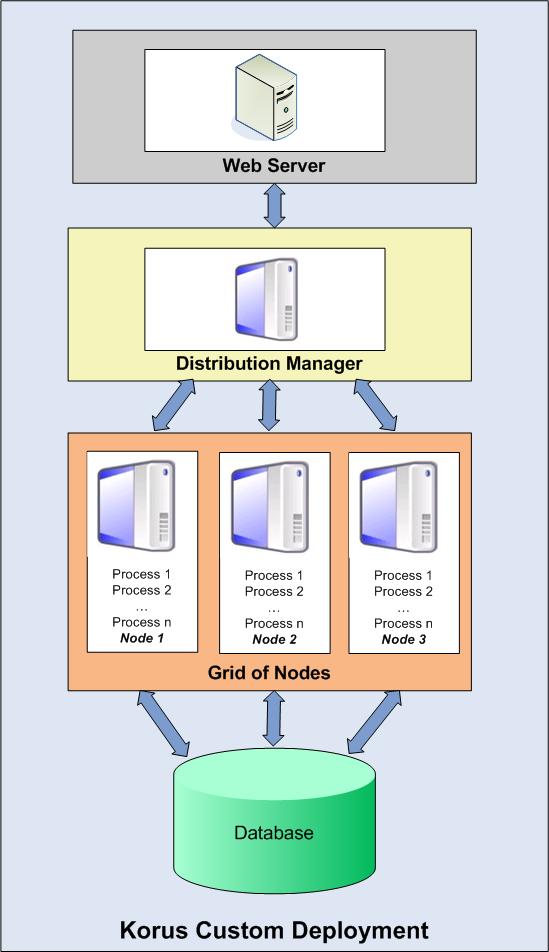 Web Server
Distribution Manager
Process 1
Process 2
...
Process n
Node 1
Process 1
Process 2
...
Process n
Node 2
Process 1
Process 2
...
Process n
Node 3
Grid of Nodes
Database
Korus Custom Deployment